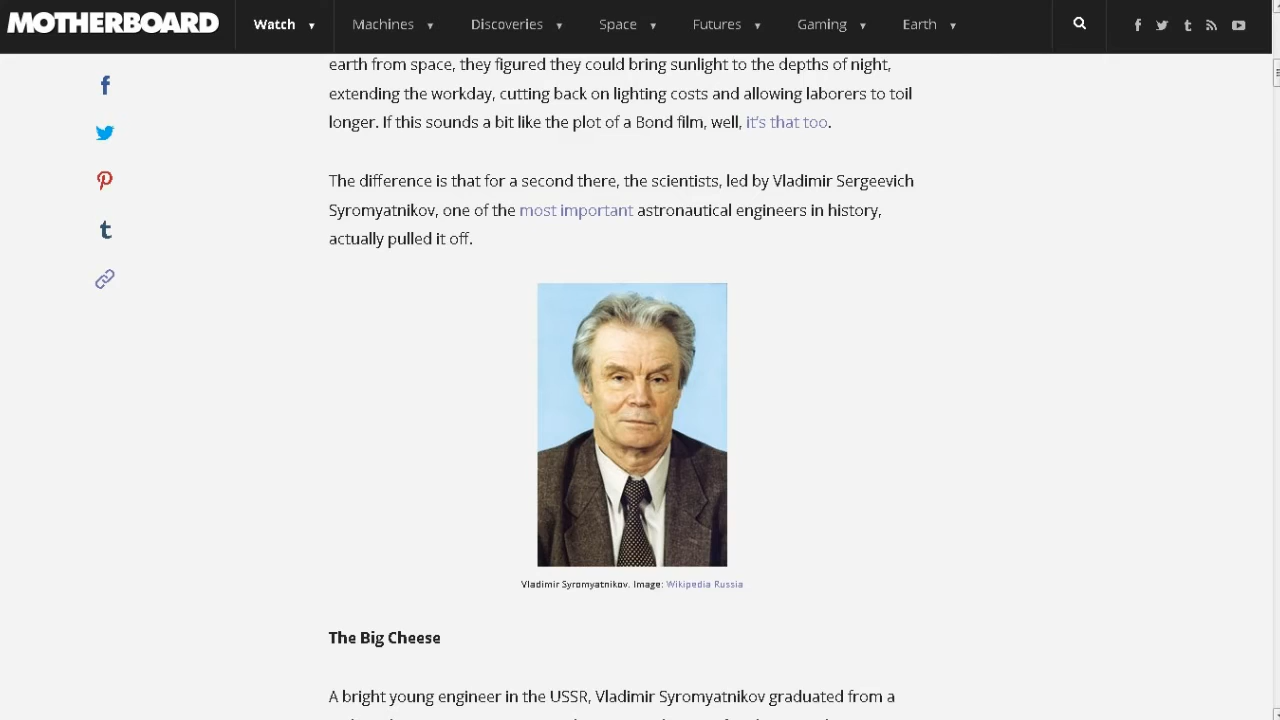 MOTHERBOARD
Watch
Machines
Discoveries
Space
Futures
Gaming
Earth
earth from space, they figured they could bring sunlight to the depths of night,
extending the workday, cutting back on lighting costs and allowing laborers to toil
longer. If this sounds a bit like the plot of a Bond film, well, it's that too.
The difference is that for a second there, the scientists, led by Vladimir Sergeevich
Syromyatnikov, one of the most important astronautical engineers in history,
actually pulled it off.
Vladimir Syromyatnikov. Image: Wikipedia Russia
The Big Cheese
A bright young engineer in the USSR, Vladimir Syromyatnikov graduated from a